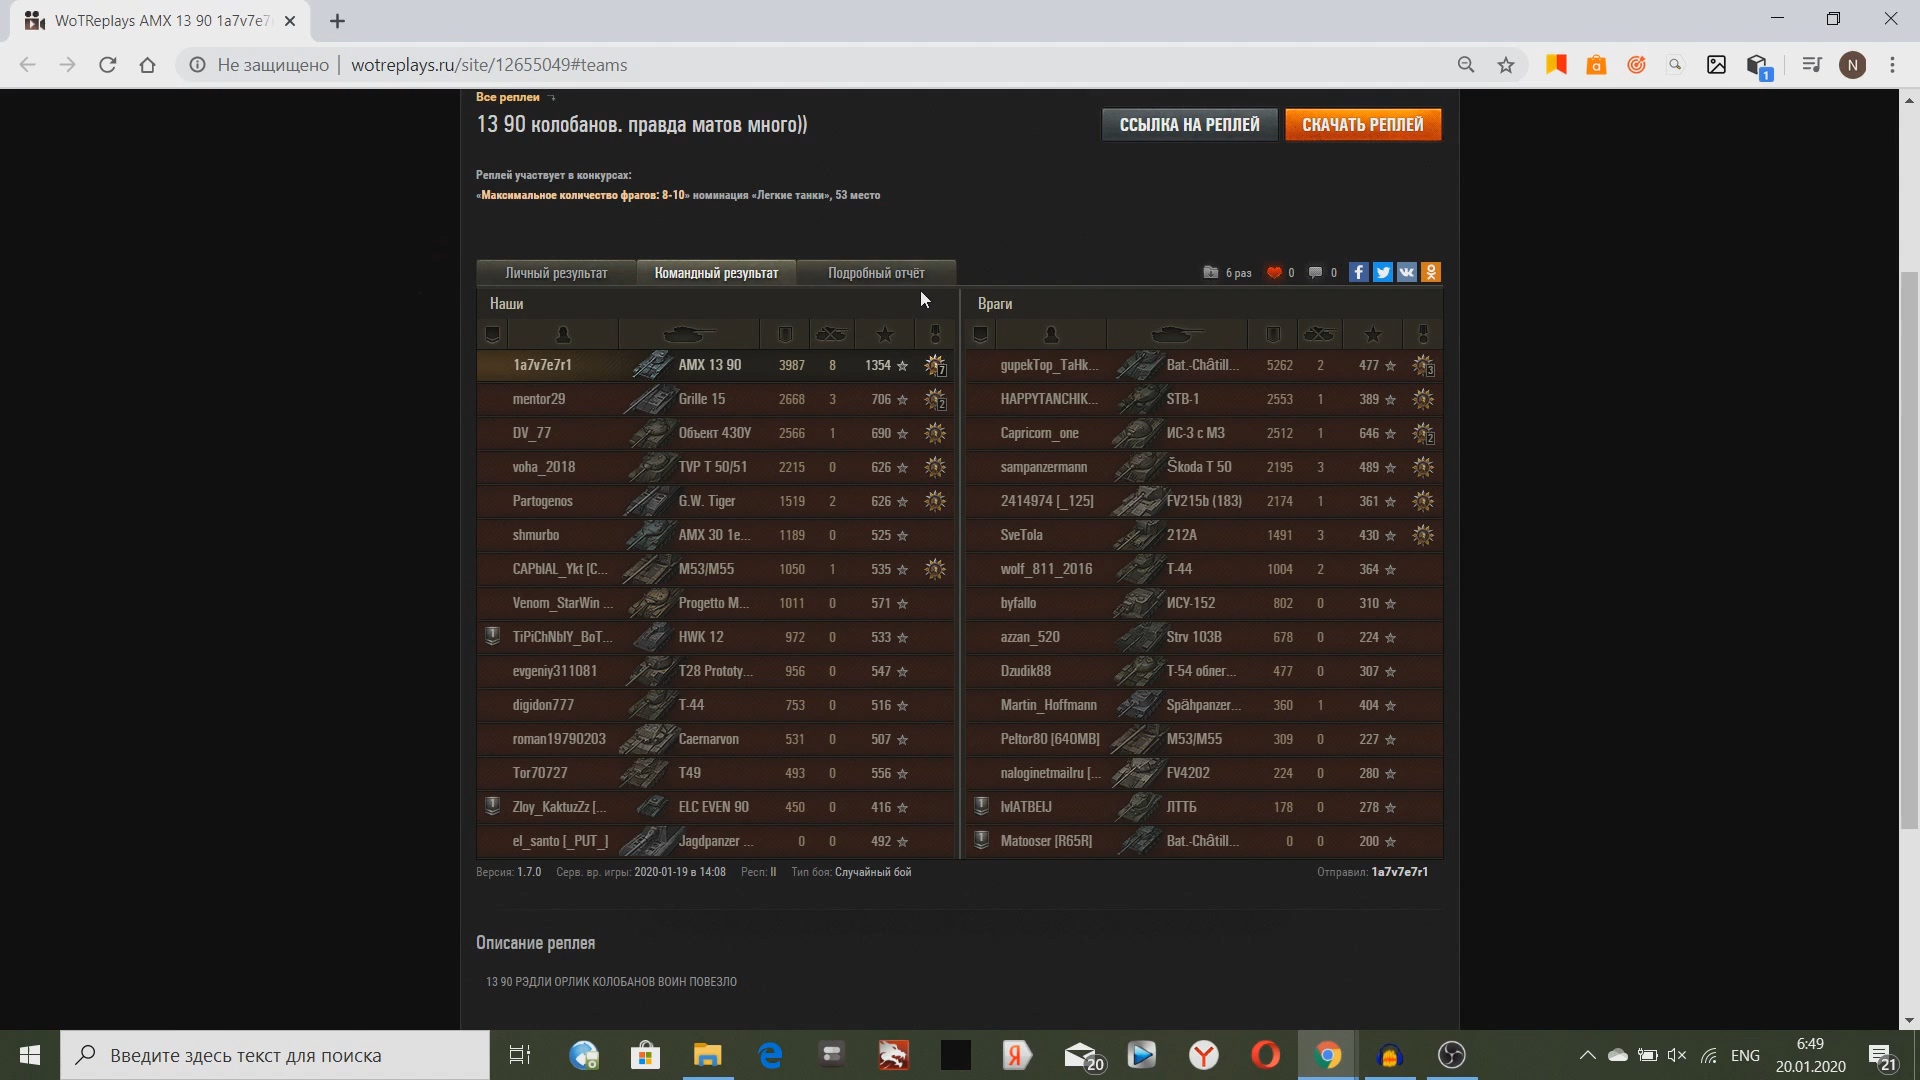 WoTReplays AMX 13 90 1a7v7e7
Не защищено
wotreplays.ru/site/12655049#teams
1
N
Все реплеи
13 90 колобанов. правда матов много))
ССЫЛКА НА РЕПЛЕЙ
СКАЧАТЬ РЕПЛЕЙ
Реплей участвует в конкурсах:
«Максимальное количество фрагов: 8-10» номинация «Легкие танки», 53 место
Личный результат
Командный результат
Подробный отчёт
6 раз 0 0
Наши
Враги
1a7v7e7r1 AMX 13 90 3987 8 1354 7
gupekTop_TaHk... Bat.-Châtill... 5262 2 477 3
mentor29 Grille 15 2668 3 706 2
HAPPYTANCHIK... STB-1 2553 1 389
DV_77 Объект 430У 2566 1 690
Capricorn_one ИС-3 с МЗ 2512 1 646 2
voha_2018 TVP T 50/51 2215 0 626
sampanzermann Škoda T 50 2195 3 489
Partogenos G.W. Tiger 1519 2 626
2414974 [_125] FV215b (183) 2174 1 361
shmurbo AMX 30 1e... 1189 0 525
SveTola 212A 1491 3 430
CAPblAL_Ykt [C... M53/M55 1050 1 535
wolf_811_2016 T-44 1004 2 364
Venom_StarWin ... Progetto M... 1011 0 571
byfallo ИСУ-152 802 0 310
TiPiChNblY_BoT... HWK 12 972 0 533
azzan_520 Strv 103B 678 0 224
evgeniy311081 T28 Prototy... 956 0 547
Dzudik88 Т-54 облег... 477 0 307
digidon777 T-44 753 0 516
Martin_Hoffmann Spähpanzer... 360 1 404
roman19790203 Caernarvon 531 0 507
Peltor80 [64OMB] M53/M55 309 0 227
Tor70727 T49 493 0 556
naloginetmailru [... FV4202 224 0 280
Zloy_KaktuzZz [... ELC EVEN 90 450 0 416
lvlATBEIJ ЛТТБ 178 0 278
el_santo [_PUT_] Jagdpanzer ... 0 0 492
Matooser [R65R] Bat.-Châtill... 0 0 200
Версия: 1.7.0 Серв. вр. игры: 2020-01-19 в 14:08 Респ: II Тип боя: Случайный бой
Отправил: 1a7v7e7r1
Описание реплея
13 90 РЭДЛИ ОРЛИК КОЛОБАНОВ ВОИН ПОВЕЗЛО
Введите здесь текст для поиска
20
ENG
6:49
20.01.2020
21